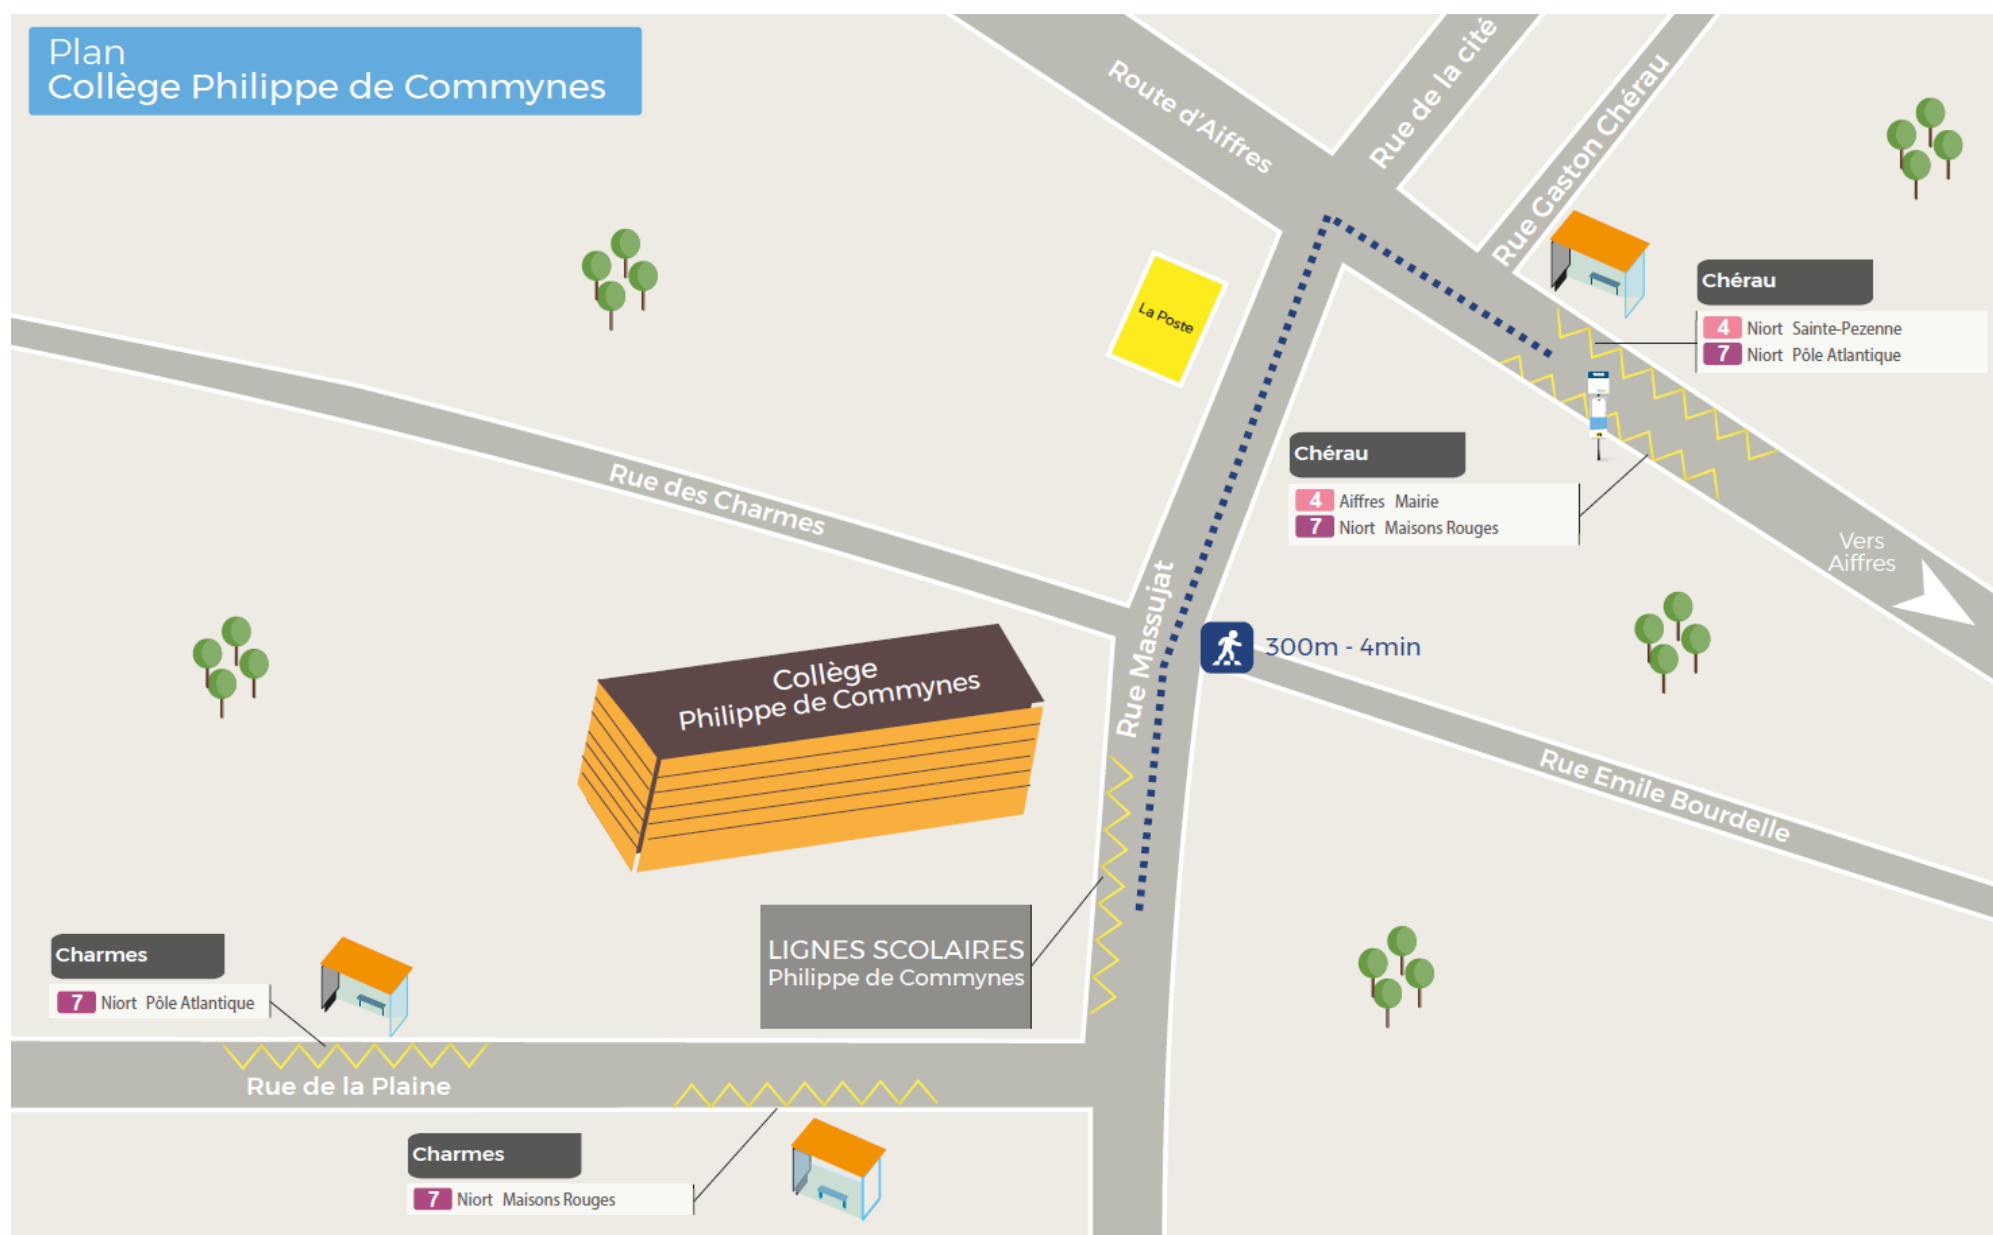 Plan
Collège Philippe de Commynes
Route d'Aiffres
Rue de la cité
Rue Gaston Chérau
La Poste
Chérau
4 Niort Sainte-Pezenne
7 Niort Pôle Atlantique
Chérau
4 Aiffres Mairie
7 Niort Maisons Rouges
Vers
Aiffres
Rue des Charmes
Rue Massujat
300m - 4min
Collège
Philippe de Commynes
Rue Emile Bourdelle
LIGNES SCOLAIRES
Philippe de Commynes
Charmes
7 Niort Pôle Atlantique
Rue de la Plaine
Charmes
7 Niort Maisons Rouges